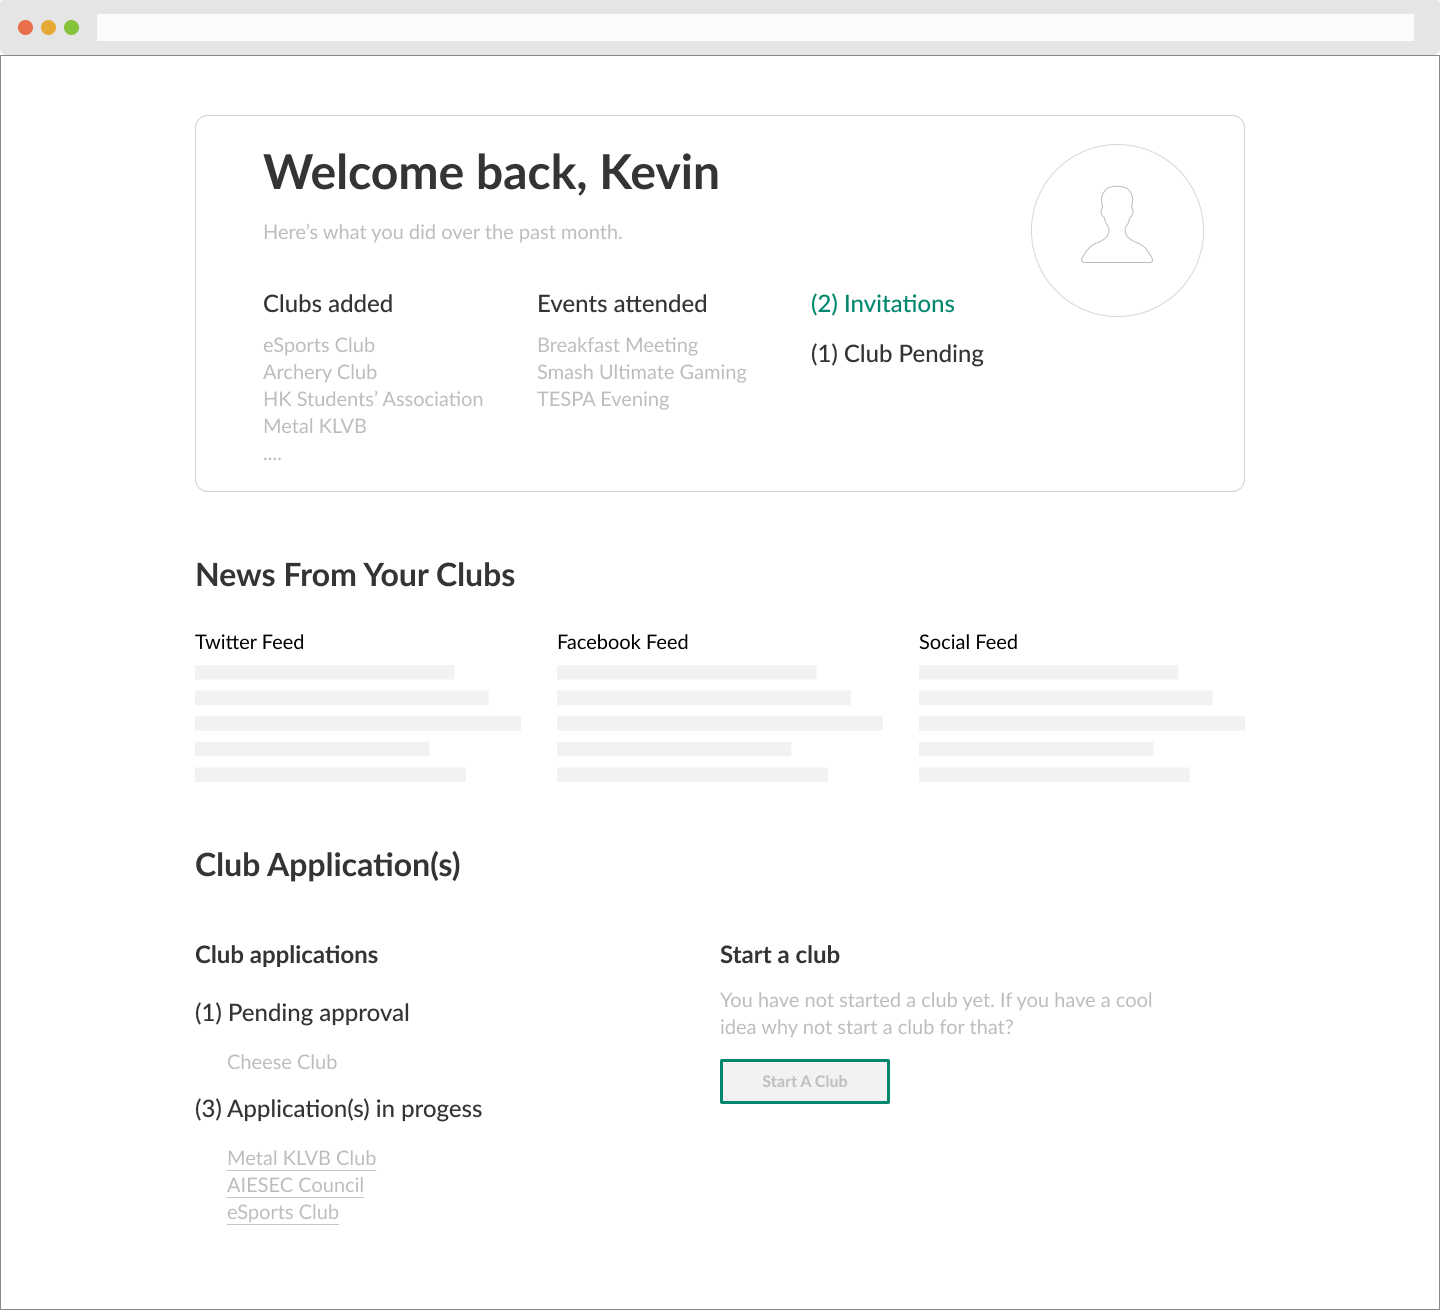 Welcome back, Kevin
Here's what you did over the past month.
Clubs added
eSports Club
Archery Club
HK Students' Association
Metal KLVB
....
Events attended
Breakfast Meeting
Smash Ultimate Gaming
TESPA Evening
(2) Invitations
(1) Club Pending
News From Your Clubs
Twitter Feed
Facebook Feed
Social Feed
Club Application(s)
Club applications
(1) Pending approval
Cheese Club
(3) Application(s) in progess
Metal KLVB Club
AIESEC Council
eSports Club
Start a club
You have not started a club yet. If you have a cool
idea why not start a club for that?
Start A Club